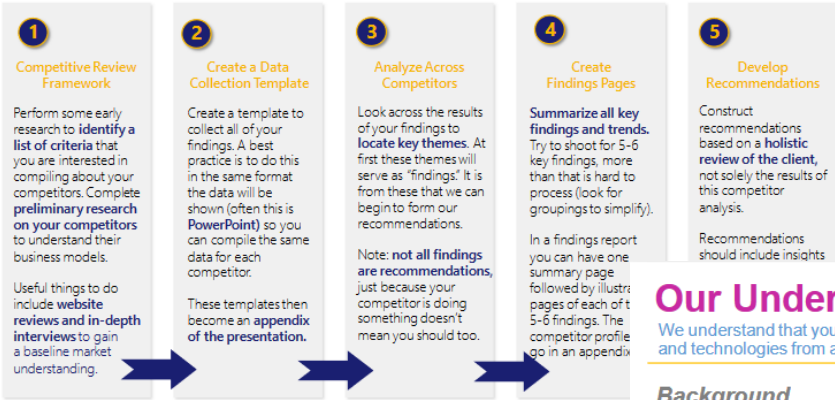 1
Competitive Review
Framework
Perform some early
research to identify a
list of criteria that
you are interested in
compiling about your
competitors. Complete
preliminary research
on your competitors
to understand their
business models.
Useful things to do
include website
reviews and in-depth
interviews to gain
a baseline market
understanding.
2
Create a Data
Collection Template
Create a template to
collect all of your
findings. A best
practice is to do this
in the same format
the data will be
shown (often this is
PowerPoint) so you
can compile the same
data for each
competitor.
These templates then
become an appendix
of the presentation.
3
Analyze Across
Competitors
Look across the results
of your findings to
locate key themes. At
first these themes will
serve as "findings." It is
from these that we can
begin to form our
recommendations.
Note: not all findings
are recommendations,
just because your
competitor is doing
something doesn't
mean you should too.
4
Create
Findings Pages
Summarize all key
findings and trends.
Try to shoot for 5-6
key findings, more
than that is hard to
process (look for
groupings to simplify).
In a findings report
you can have one
summary page
followed by illustra
pages of each of t
5-6 findings. The
competitor profile
go in an appendix
5
Develop
Recommendations
Construct
recommendations
based on a holistic
review of the client,
not solely the results of
this competitor
analysis.
Recommendations
should include insights
Our Under
We understand that you
and technologies from a
Background